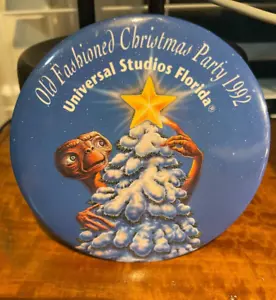 Old Fashioned Christmas Party 1992
Universal Studios Florida®